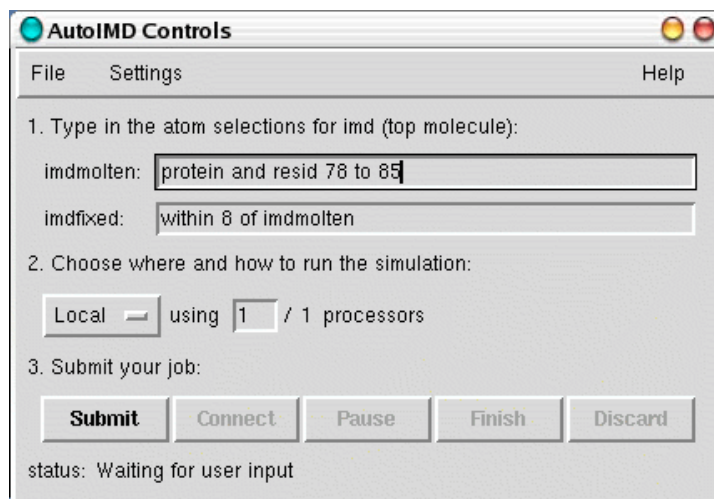 AutoIMD Controls
File Settings Help
1. Type in the atom selections for imd (top molecule):
imdmolten: protein and resid 78 to 85
imdfixed: within 8 of imdmolten
2. Choose where and how to run the simulation:
Local using 1 / 1 processors
3. Submit your job:
Submit Connect Pause Finish Discard
status: Waiting for user input